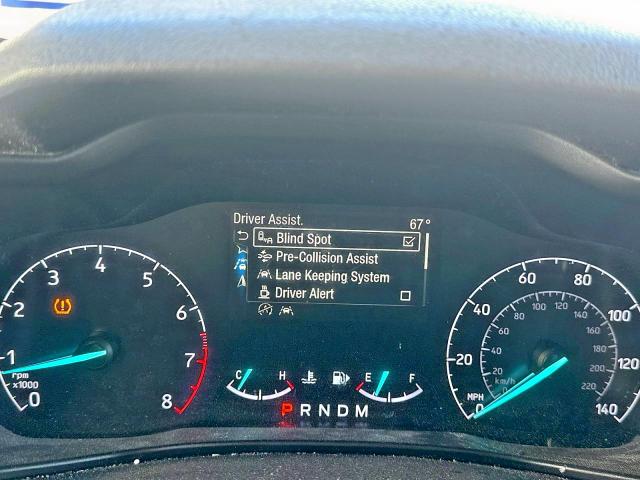 Driver Assist. 67°
Blind Spot
Pre-Collision Assist
Lane Keeping System
Driver Alert
0 1 2 3 4 5 6 7 8
rpm
x1000
C H
E F
P R N D M
0 20 40 60 80 100 120 140
MPH
0 20 40 60 80 100 120 140 160 180 200 220
km/h